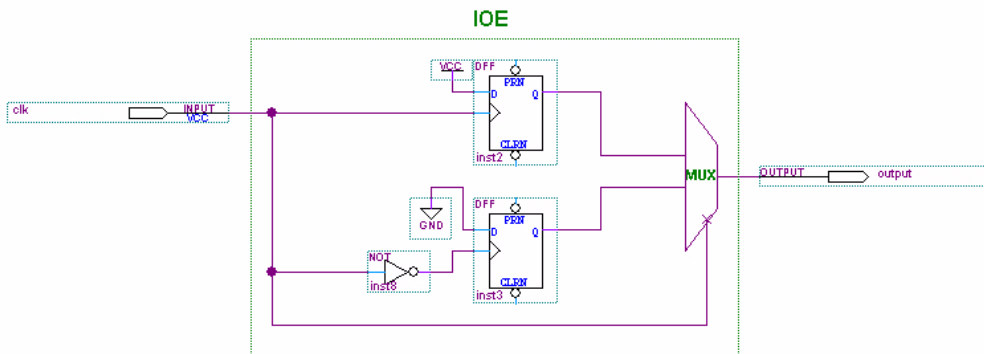 IOE
VCC
DFF
PRN
D
Q
CLRN
inst2
clk
INPUT
VCC
MUX
OUTPUT
output
DFF
PRN
D
Q
CLRN
inst3
GND
NOT
inst8